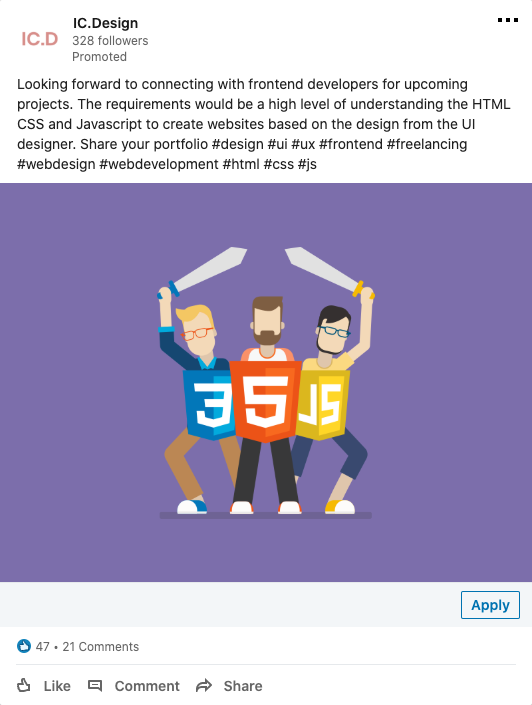 IC.D
IC.Design
328 followers
Promoted
Looking forward to connecting with frontend developers for upcoming
projects. The requirements would be a high level of understanding the HTML
CSS and Javascript to create websites based on the design from the UI
designer. Share your portfolio #design #ui #ux #frontend #freelancing
#webdesign #webdevelopment #html #css #js
3 5 JS
Apply
47 • 21 Comments
Like Comment Share